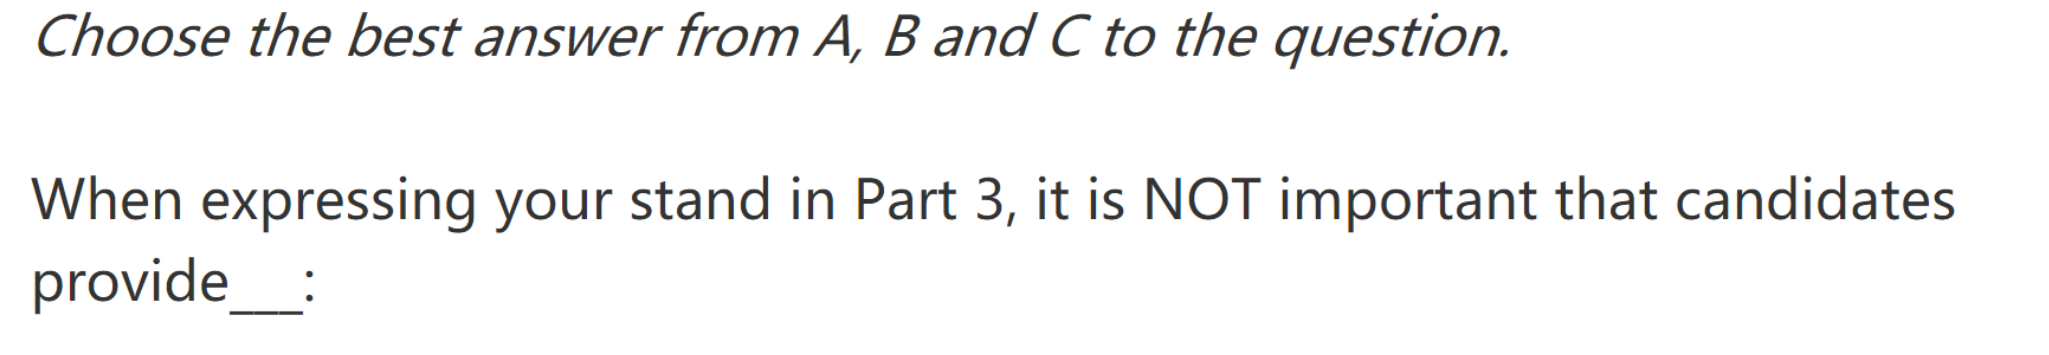 Choose the best answer from A, B and C to the question.
When expressing your stand in Part 3, it is NOT important that candidates
provide___: